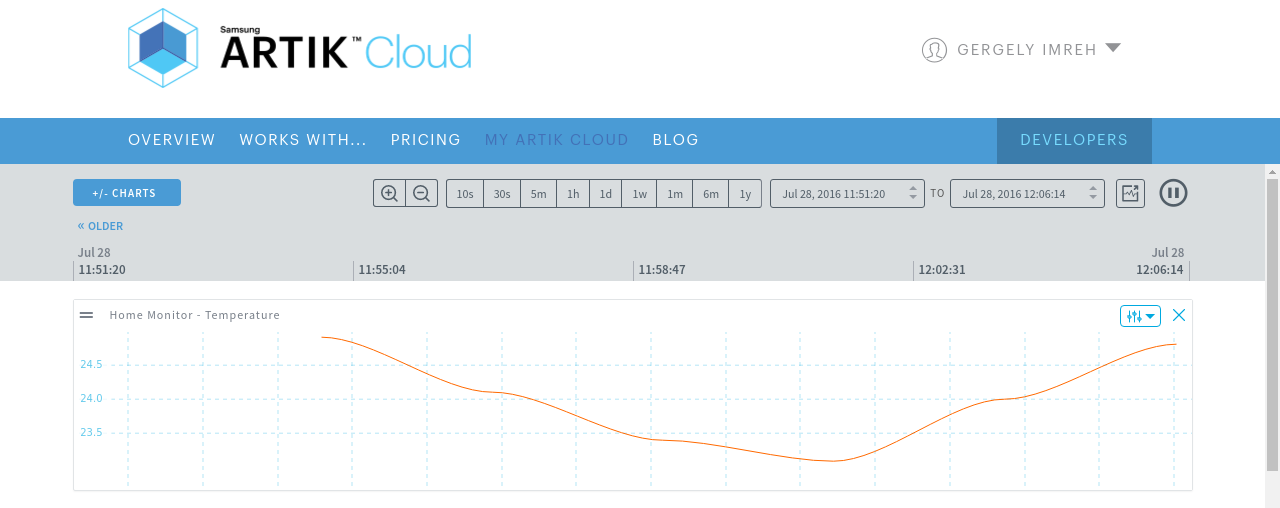 Samsung
ARTIK™ Cloud
GERGELY IMREH
OVERVIEW WORKS WITH... PRICING MY ARTIK CLOUD BLOG DEVELOPERS
+/- CHARTS 10s 30s 5m 1h 1d 1w 1m 6m 1y Jul 28, 2016 11:51:20 TO Jul 28, 2016 12:06:14
« OLDER
Jul 28 Jul 28
11:51:20 11:55:04 11:58:47 12:02:31 12:06:14
Home Monitor - Temperature
24.5
24.0
23.5